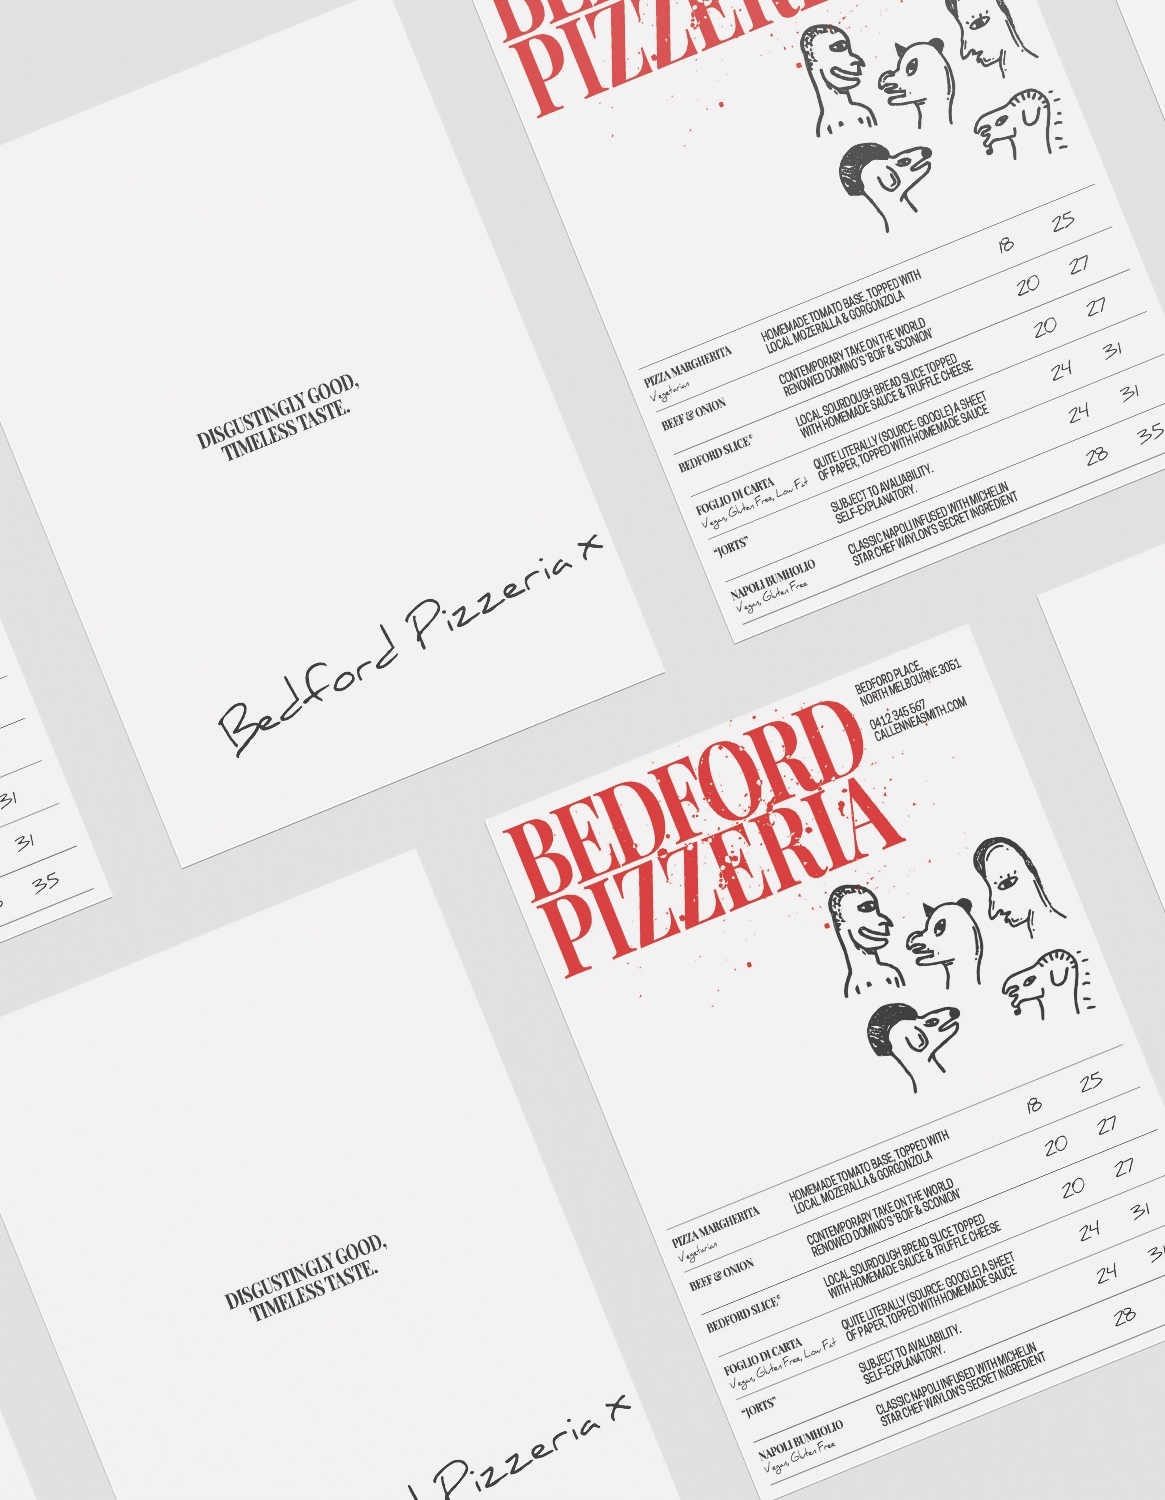 PIZZERI
PIZZA MARGHERITA
Vegetarian
HOMEMADE TOMATO BASE, TOPPED WITH
LOCAL MOZERALLA & GORGONZOLA
18 25
BEEF & ONION
CONTEMPORARY TAKE ON THE WORLD
RENOWED DOMINO'S 'BOIF & SCONION'
20 27
BEDFORD SLICE®
LOCAL SOURDOUGH BREAD SLICE TOPPED
WITH HOMEMADE SAUCE & TRUFFLE CHEESE
20 27
FOGLIO DI CARTA
Vegan, Gluten Free, Low Fat
QUITE LITERALLY (SOURCE: GOOGLE) A SHEET
OF PAPER, TOPPED WITH HOMEMADE SAUCE
24 31
"JORTS"
SUBJECT TO AVALIABILITY.
SELF-EXPLANATORY.
24 31
NAPOLI BUMHOLIO
Vegan, Gluten Free
CLASSIC NAPOLI INFUSED WITH MICHELIN
STAR CHEF WAYLON'S SECRET INGREDIENT
28 35
DISGUSTINGLY GOOD,
TIMELESS TASTE.
Bedford Pizzeria x
31
31
35
BEDFORD
PIZZERIA
BEDFORD PLACE,
NORTH MELBOURNE 3051
0412 345 567
CALLENNEASMITH.COM
PIZZA MARGHERITA
Vegetarian
HOMEMADE TOMATO BASE, TOPPED WITH
LOCAL MOZERALLA & GORGONZOLA
18 25
BEEF & ONION
CONTEMPORARY TAKE ON THE WORLD
RENOWED DOMINO'S 'BOIF & SCONION'
20 27
BEDFORD SLICE®
LOCAL SOURDOUGH BREAD SLICE TOPPED
WITH HOMEMADE SAUCE & TRUFFLE CHEESE
20 27
FOGLIO DI CARTA
Vegan, Gluten Free, Low Fat
QUITE LITERALLY (SOURCE: GOOGLE) A SHEET
OF PAPER, TOPPED WITH HOMEMADE SAUCE
24 31
"JORTS"
SUBJECT TO AVALIABILITY.
SELF-EXPLANATORY.
24 31
NAPOLI BUMHOLIO
Vegan, Gluten Free
CLASSIC NAPOLI INFUSED WITH MICHELIN
STAR CHEF WAYLON'S SECRET INGREDIENT
28
DISGUSTINGLY GOOD,
TIMELESS TASTE.
Pizzeria x